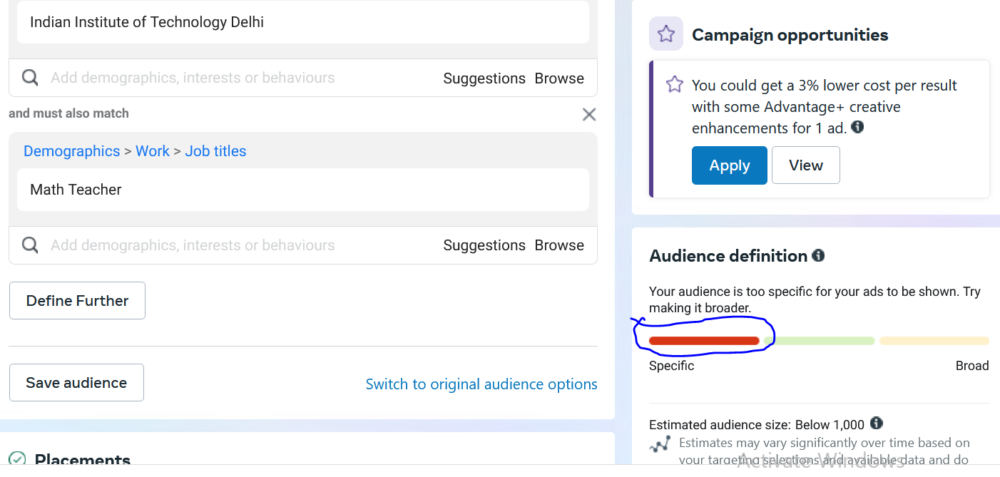 Indian Institute of Technology Delhi
Add demographics, interests or behaviours Suggestions Browse
and must also match
Demographics > Work > Job titles
Math Teacher
Add demographics, interests or behaviours Suggestions Browse
Define Further
Save audience
Switch to original audience options
Placements
Campaign opportunities
You could get a 3% lower cost per result
with some Advantage+ creative
enhancements for 1 ad.
Apply View
Audience definition
Your audience is too specific for your ads to be shown. Try
making it broader.
Specific Broad
Estimated audience size: Below 1,000
Estimates may vary significantly over time based on
your targeting selections and available data and do
Activate Windows